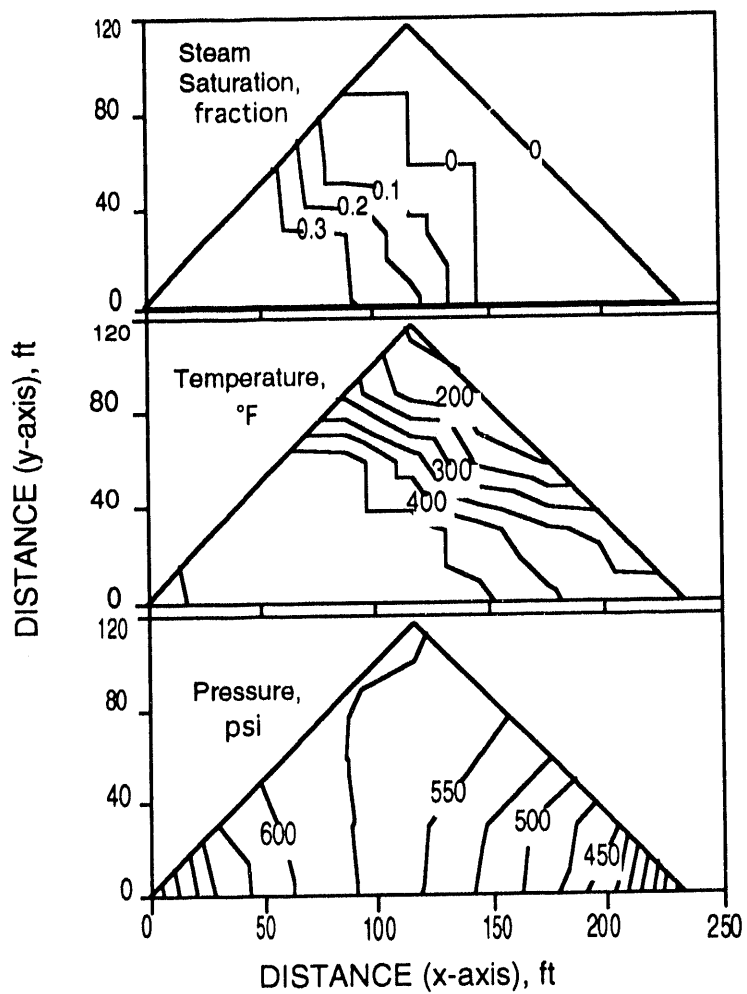 120
80
40
0
Steam
Saturation,
fraction
0
0
0.1
0.2
0.3
120
80
40
0
Temperature,
°F
200
300
400
DISTANCE (y-axis), ft
120
80
40
0
Pressure,
psi
600
550
500
450
0 50 100 150 200 250
DISTANCE (x-axis), ft